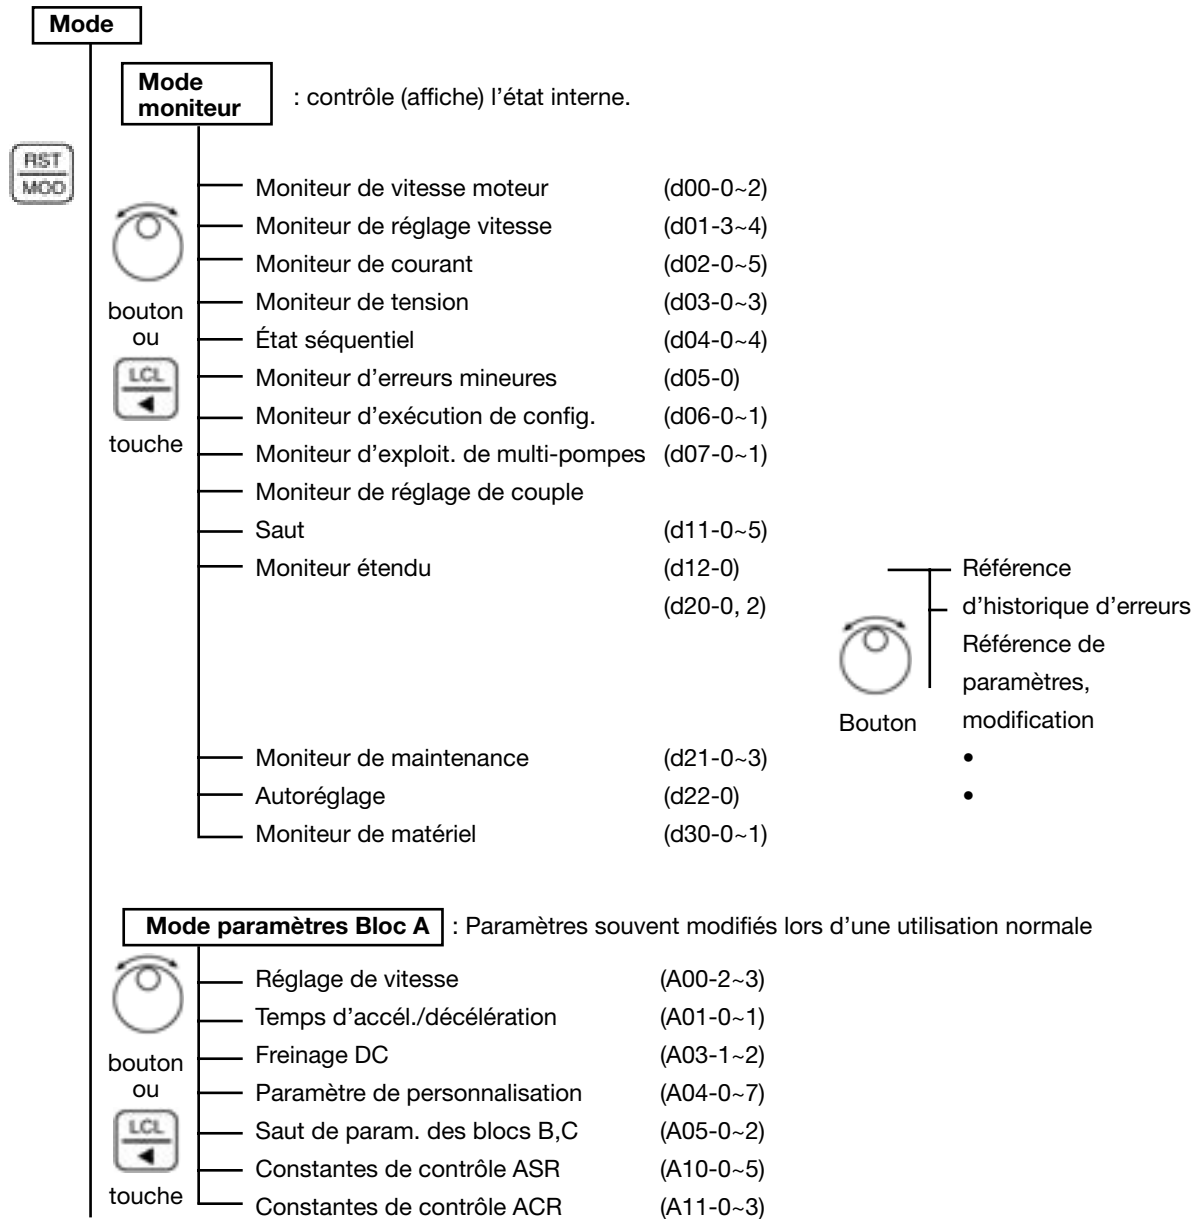 Mode
Mode
moniteur
: contrôle (affiche) l’état interne.
RST
MOD
Moniteur de vitesse moteur (d00-0~2)
Moniteur de réglage vitesse (d01-3~4)
Moniteur de courant (d02-0~5)
Moniteur de tension (d03-0~3)
bouton
ou
État séquentiel (d04-0~4)
LCL
Moniteur d’erreurs mineures (d05-0)
Moniteur d’exécution de config. (d06-0~1)
touche
Moniteur d’exploit. de multi-pompes (d07-0~1)
Moniteur de réglage de couple
Saut (d11-0~5)
Moniteur étendu (d12-0)
(d20-0, 2)
Référence
d’historique d’erreurs
Référence de
paramètres,
modification
Bouton
Moniteur de maintenance (d21-0~3) •
Autoréglage (d22-0) •
Moniteur de matériel (d30-0~1)
Mode paramètres Bloc A : Paramètres souvent modifiés lors d’une utilisation normale
Réglage de vitesse (A00-2~3)
Temps d’accél./décélération (A01-0~1)
Freinage DC (A03-1~2)
bouton
ou
Paramètre de personnalisation (A04-0~7)
LCL
Saut de param. des blocs B,C (A05-0~2)
Constantes de contrôle ASR (A10-0~5)
touche
Constantes de contrôle ACR (A11-0~3)